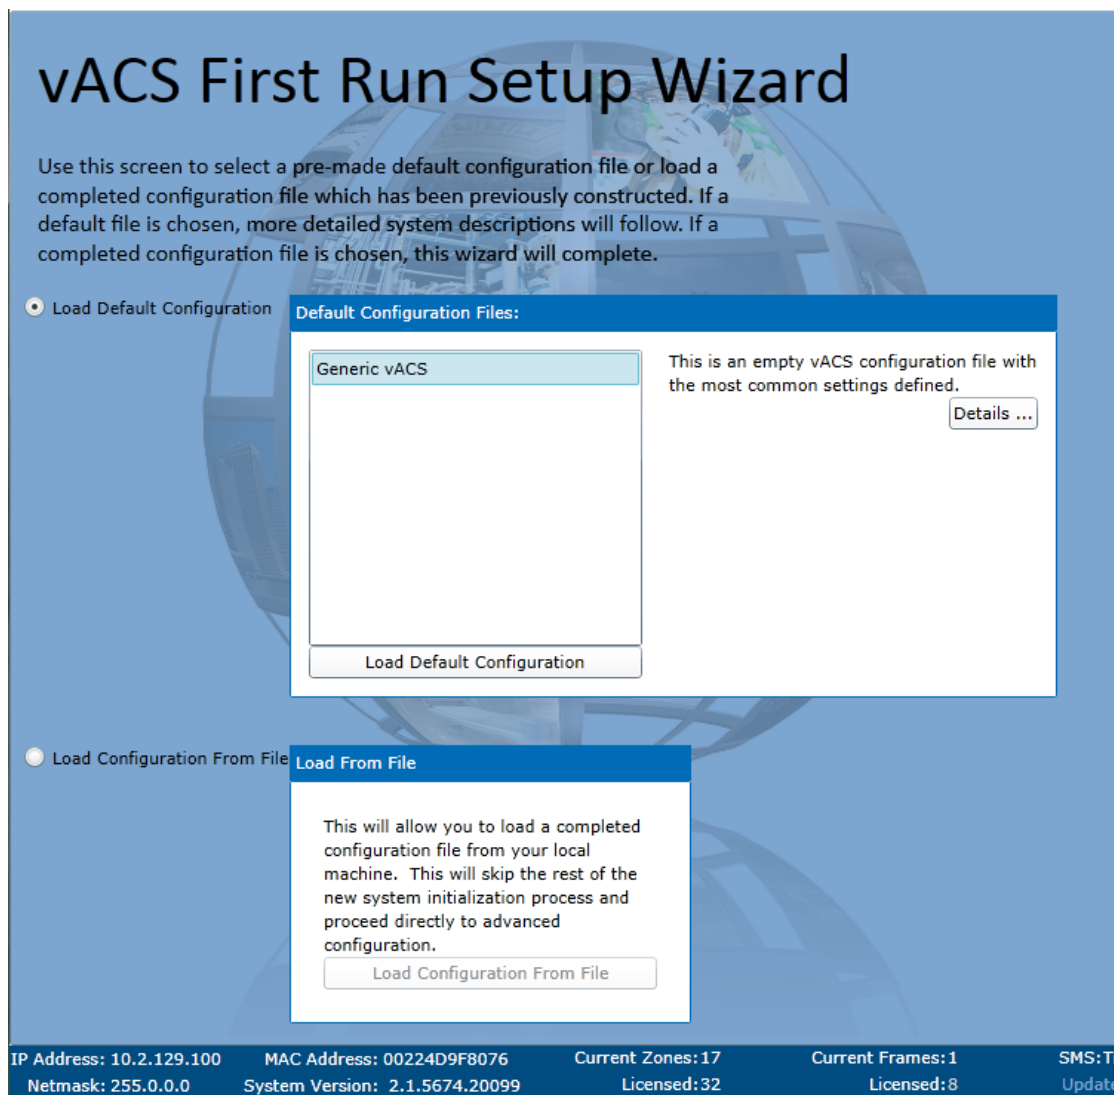 vACS First Run Setup Wizard
Use this screen to select a pre-made default configuration file or load a
completed configuration file which has been previously constructed. If a
default file is chosen, more detailed system descriptions will follow. If a
completed configuration file is chosen, this wizard will complete.
Load Default Configuration
Default Configuration Files:
Generic vACS
This is an empty vACS configuration file with
the most common settings defined.
Details ...
Load Default Configuration
Load Configuration From File
Load From File
This will allow you to load a completed
configuration file from your local
machine. This will skip the rest of the
new system initialization process and
proceed directly to advanced
configuration.
Load Configuration From File
IP Address: 10.2.129.100 MAC Address: 00224D9F8076 Current Zones:17 Current Frames:1 SMS:
Netmask: 255.0.0.0 System Version: 2.1.5674.20099 Licensed:32 Licensed:8 Update